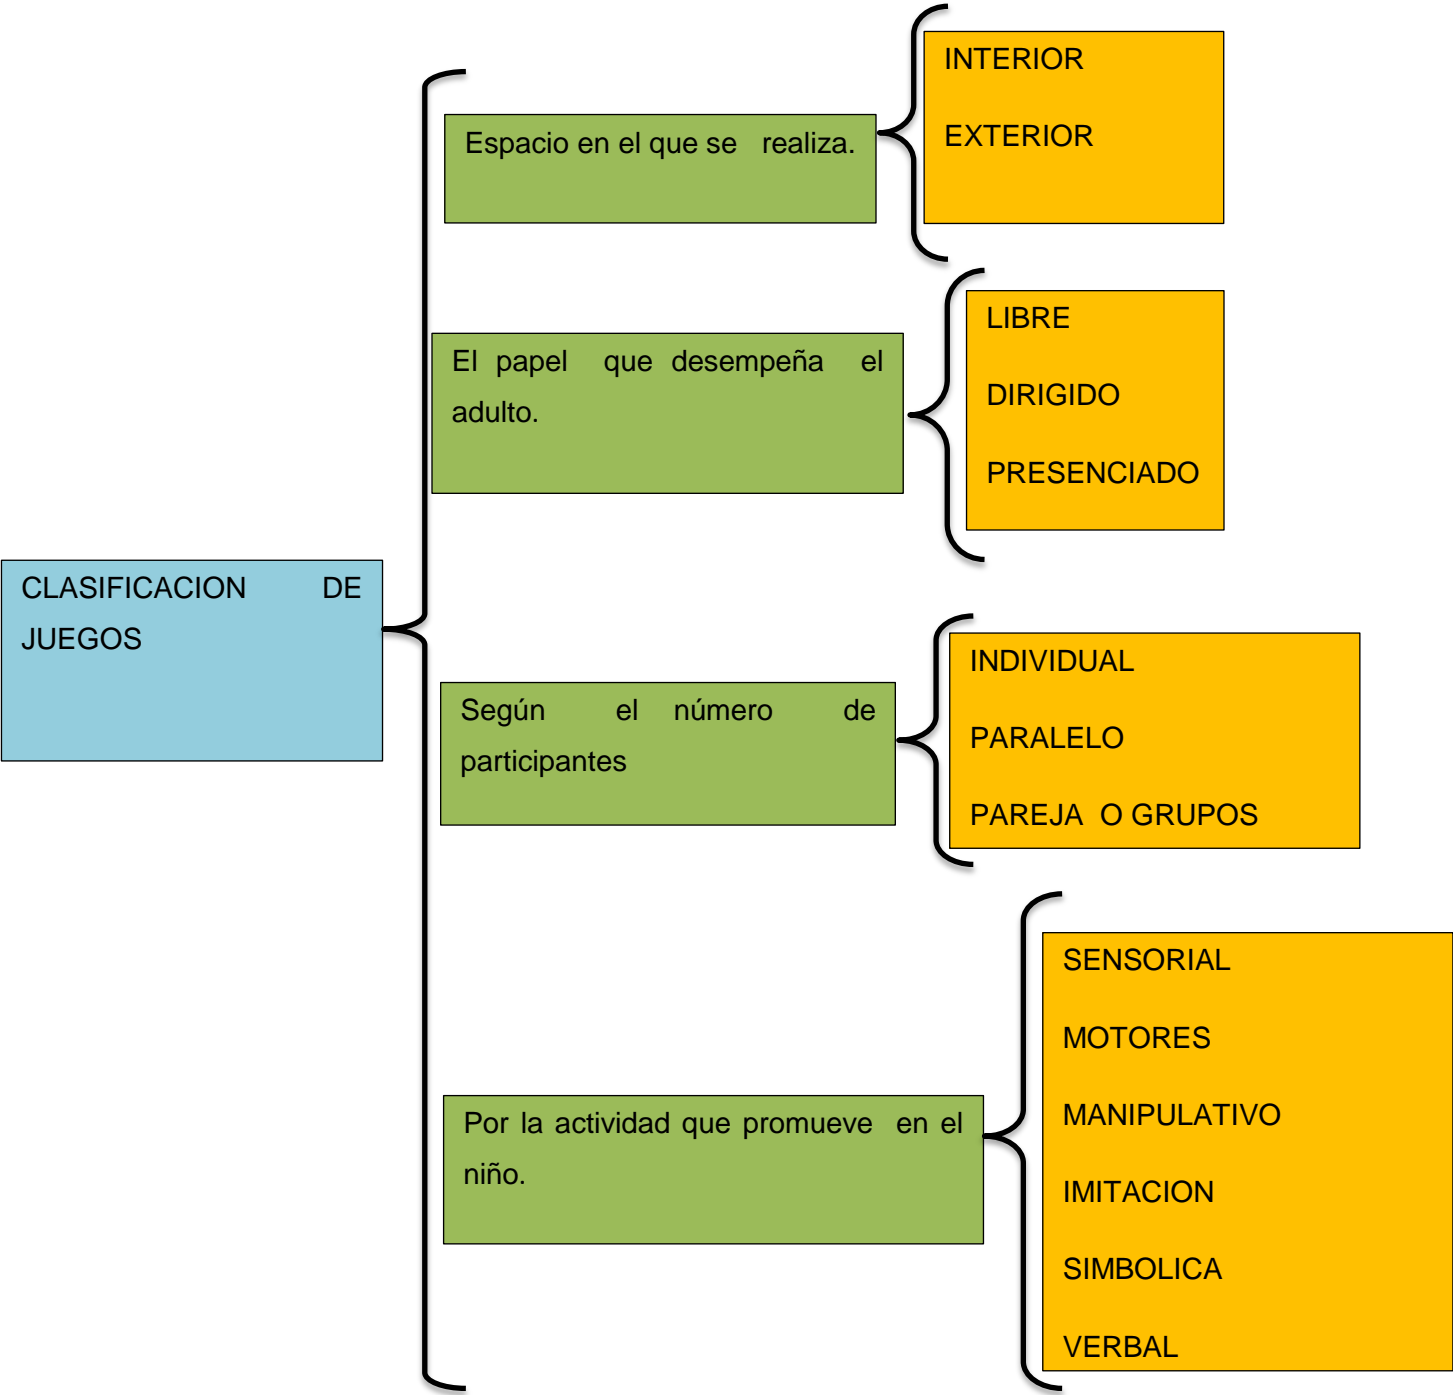 CLASIFICACION DE
JUEGOS
Espacio en el que se realiza.
INTERIOR
EXTERIOR
El papel que desempeña el
adulto.
LIBRE
DIRIGIDO
PRESENCIADO
Según el número de
participantes
INDIVIDUAL
PARALELO
PAREJA O GRUPOS
Por la actividad que promueve en el
niño.
SENSORIAL
MOTORES
MANIPULATIVO
IMITACION
SIMBOLICA
VERBAL